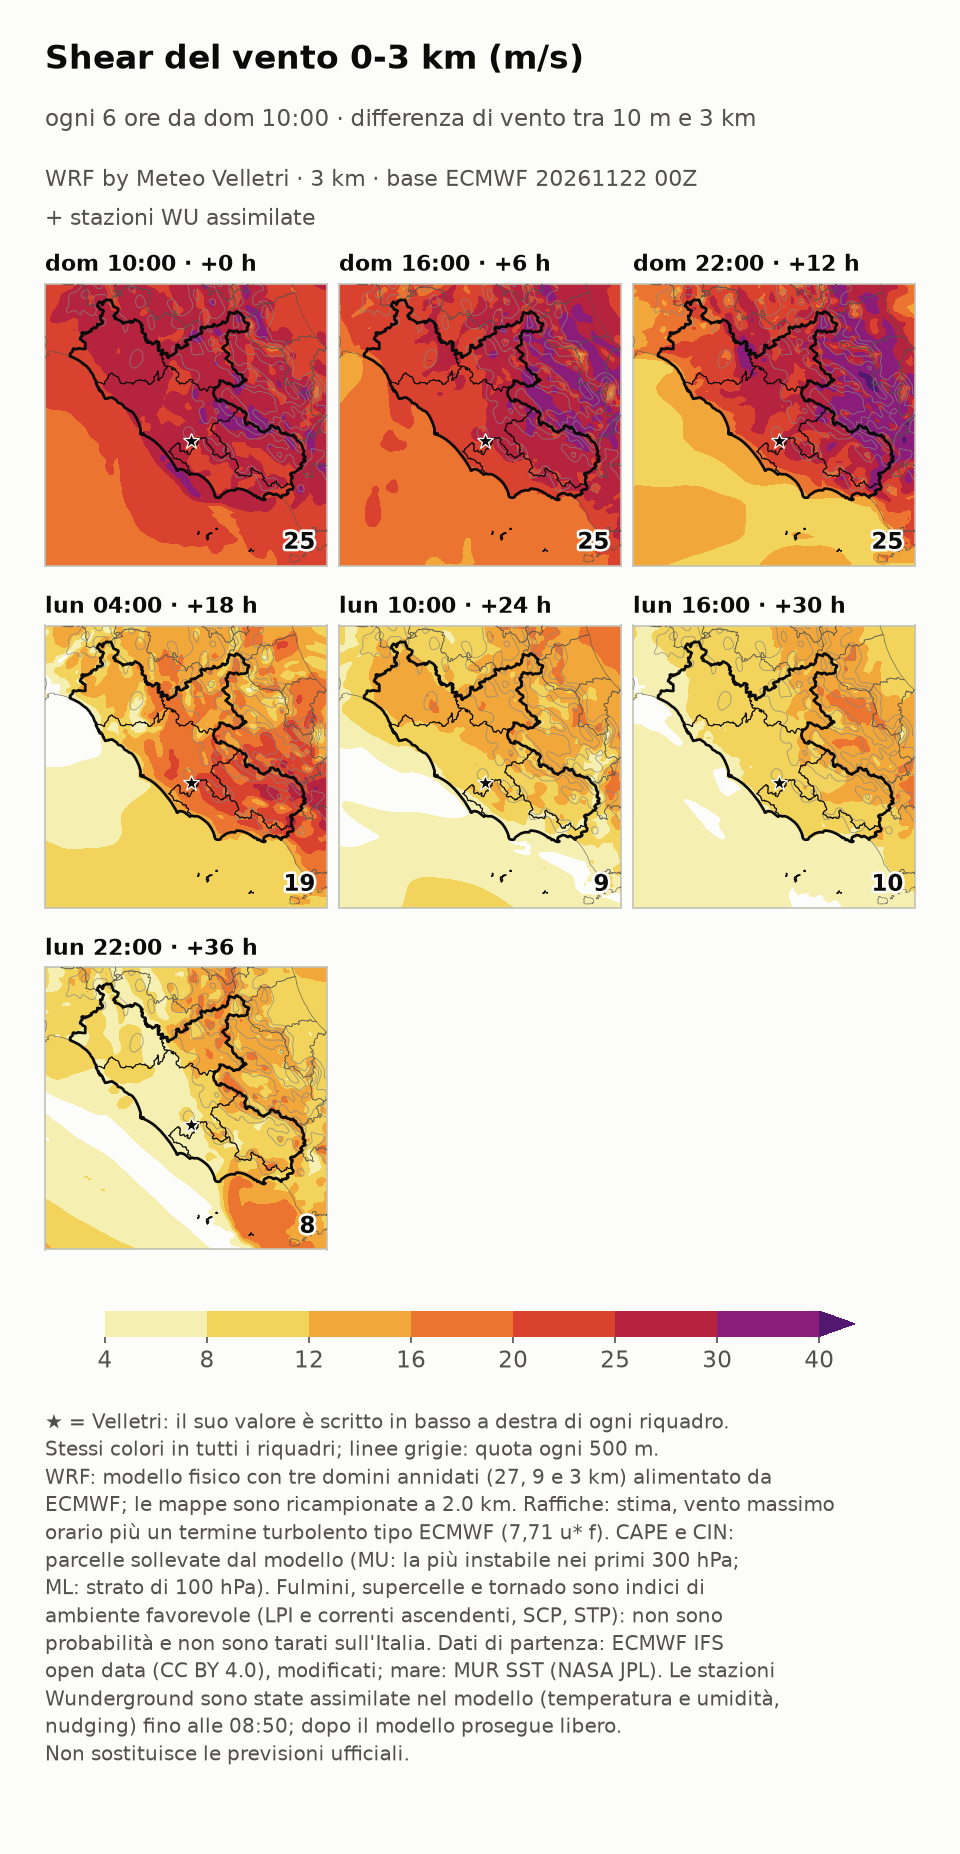 Shear del vento 0-3 km (m/s)
ogni 6 ore da dom 10:00 · differenza di vento tra 10 m e 3 km
WRF by Meteo Velletri · 3 km · base ECMWF 20261122 00Z
+ stazioni WU assimilate
dom 10:00 · +0 h
dom 16:00 · +6 h
dom 22:00 · +12 h
25
25
25
lun 04:00 · +18 h
lun 10:00 · +24 h
lun 16:00 · +30 h
19
9
10
lun 22:00 · +36 h
8
4 8 12 16 20 25 30 40
★ = Velletri: il suo valore è scritto in basso a destra di ogni riquadro.
Stessi colori in tutti i riquadri; linee grigie: quota ogni 500 m.
WRF: modello fisico con tre domini annidati (27, 9 e 3 km) alimentato da
ECMWF; le mappe sono ricampionate a 2.0 km. Raffiche: stima, vento massimo
orario più un termine turbolento tipo ECMWF (7,71 u* f). CAPE e CIN:
parcelle sollevate dal modello (MU: la più instabile nei primi 300 hPa;
ML: strato di 100 hPa). Fulmini, supercelle e tornado sono indici di
ambiente favorevole (LPI e correnti ascendenti, SCP, STP): non sono
probabilità e non sono tarati sull'Italia. Dati di partenza: ECMWF IFS
open data (CC BY 4.0), modificati; mare: MUR SST (NASA JPL). Le stazioni
Wunderground sono state assimilate nel modello (temperatura e umidità,
nudging) fino alle 08:50; dopo il modello prosegue libero.
Non sostituisce le previsioni ufficiali.